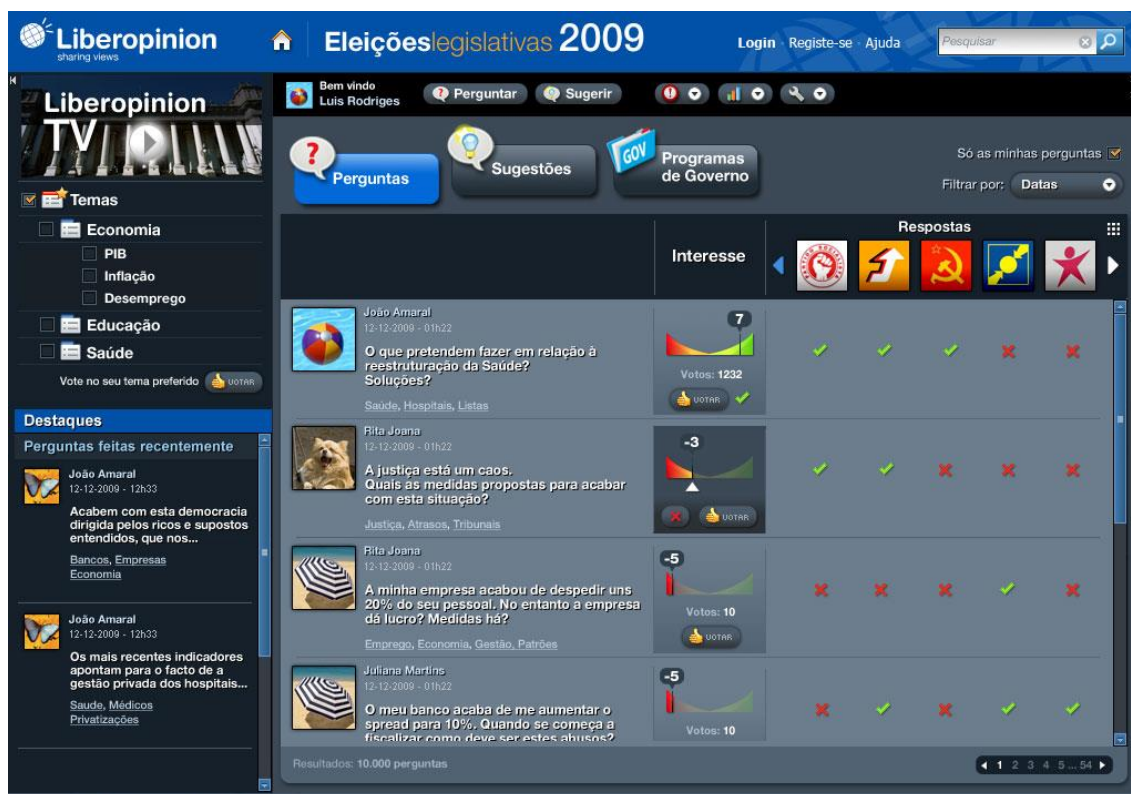 Liberopinion
sharing views
Eleiçõeslegislativas 2009
Login · Registe-se · Ajuda
Pesquisar
Liberopinion
TV
Temas
Economia
PIB
Inflação
Desemprego
Educação
Saúde
Vote no seu tema preferido VOTAR
Destaques
Perguntas feitas recentemente
João Amaral
12-12-2009 - 12h33
Acabem com esta democracia
dirigida pelos ricos e supostos
entendidos, que nos...
Bancos, Empresas
Economia
João Amaral
12-12-2009 - 12h33
Os mais recentes indicadores
apontam para o facto de a
gestão privada dos hospitais...
Saude, Médicos
Privatizações
Bem vindo
Luis Rodriges
Perguntar
Sugerir
? Perguntas
Sugestões
GOV Programas
de Governo
Só as minhas perguntas
Filtrar por: Datas
Interesse
Respostas
João Amaral
12-12-2009 - 01h22
O que pretendem fazer em relação à
reestruturação da Saúde?
Soluções?
Saúde, Hospitais, Listas
7
Votos: 1232
VOTAR
Rita Joana
12-12-2009 - 01h22
A justiça está um caos.
Quais as medidas propostas para acabar
com esta situação?
Justiça, Atrasos, Tribunais
-3
VOTAR
Rita Joana
12-12-2009 - 01h22
A minha empresa acabou de despedir uns
20% do seu pessoal. No entanto a empresa
dá lucro? Medidas há?
Emprego, Economia, Gestão, Patrões
-5
Votos: 10
VOTAR
Juliana Martins
12-12-2009 - 01h22
O meu banco acaba de me aumentar o
spread para 10%. Quando se começa a
fiscalizar como deve ser estes abusos?
-5
Votos: 10
Resultados: 10.000 perguntas
1 2 3 4 5 ... 54